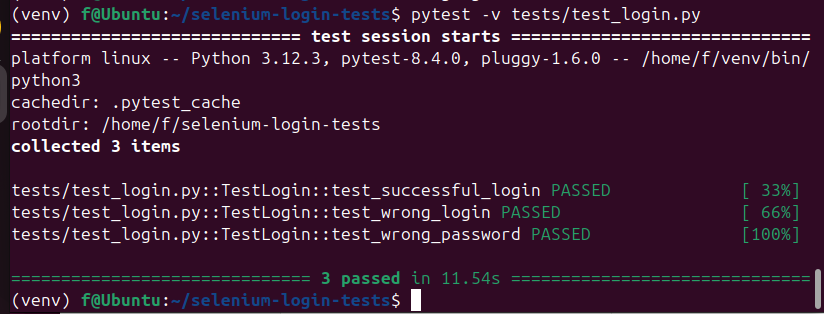 (venv) f@Ubuntu:~/selenium-login-tests$ pytest -v tests/test_login.py
============================= test session starts ==============================
platform linux -- Python 3.12.3, pytest-8.4.0, pluggy-1.6.0 -- /home/f/venv/bin/
python3
cachedir: .pytest_cache
rootdir: /home/f/selenium-login-tests
collected 3 items
tests/test_login.py::TestLogin::test_successful_login PASSED [ 33%]
tests/test_login.py::TestLogin::test_wrong_login PASSED [ 66%]
tests/test_login.py::TestLogin::test_wrong_password PASSED [100%]
============================== 3 passed in 11.54s ==============================
(venv) f@Ubuntu:~/selenium-login-tests$